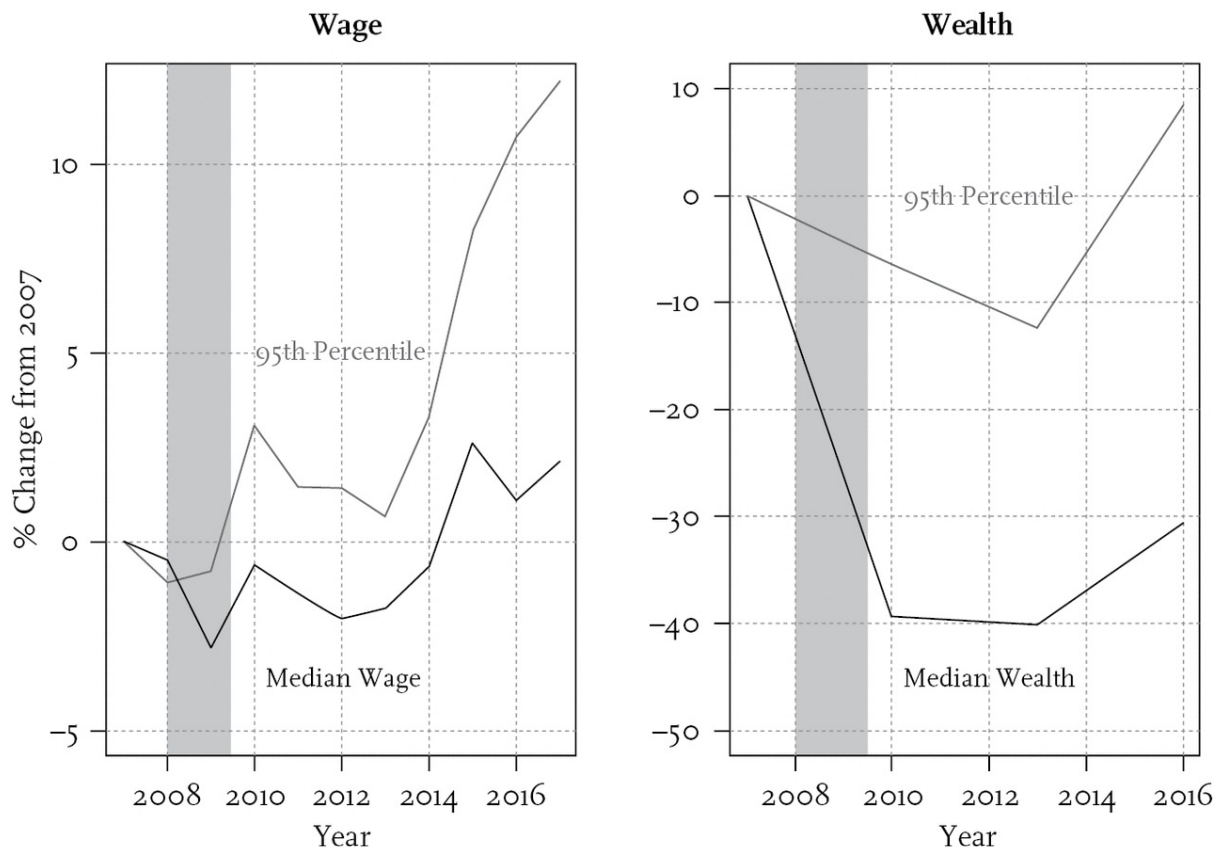 Wage
% Change from 2007
10
5
0
−5
95th Percentile
Median Wage
2008 2010 2012 2014 2016
Year
Wealth
10
0
−10
−20
−30
−40
−50
95th Percentile
Median Wealth
2008 2010 2012 2014 2016
Year